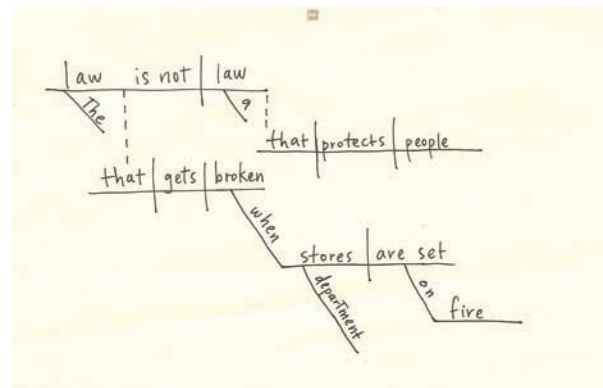 law is not law
The a
that protects people
that gets broken
when
stores are set
department on
fire